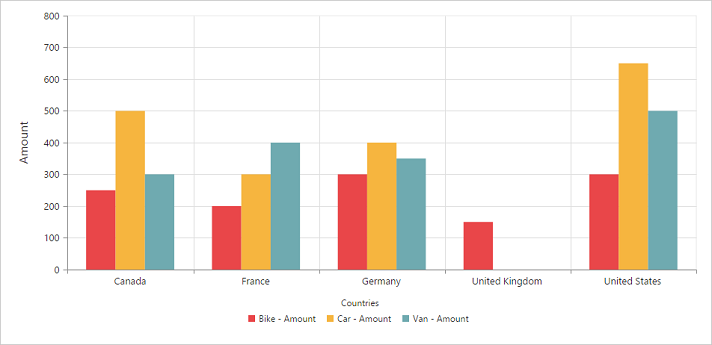 800
700
600
500
400
300
200
100
0
Amount
Canada France Germany United Kingdom United States
Countries
Bike - Amount Car - Amount Van - Amount